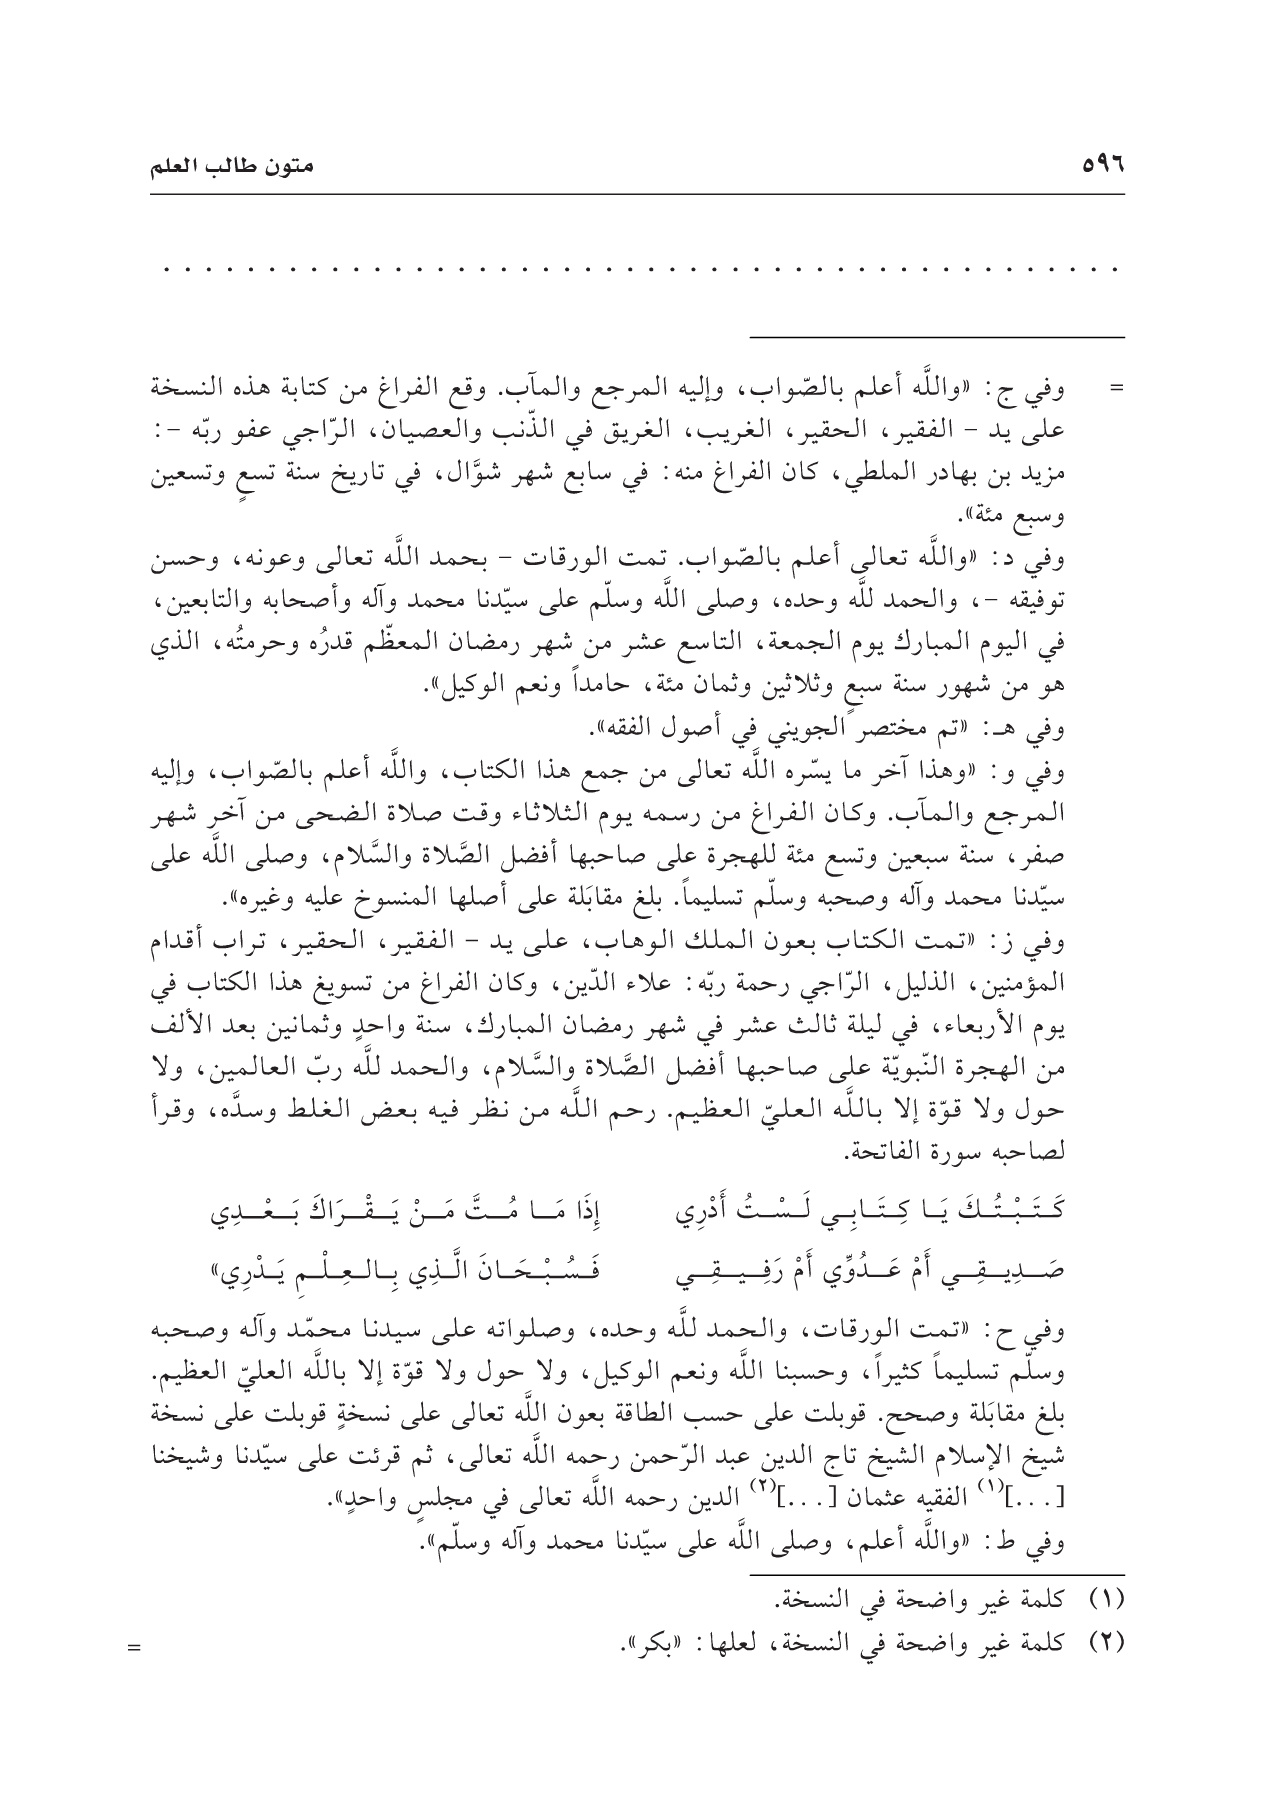 ٥٩٦ متون طالب العلم
. . . . . . . . . . . . . . . . . . . . . . . . . . . . . . . . . . . . . . . . . . . . . .
= وفي ج: «واللَّه أعلم بالصّواب، وإليه المرجع والمآب. وقع الفراغ من كتابة هذه النسخة
على يد - الفقير، الحقير، الغريب، الغريق في الذّنب والعصيان، الرّاجي عفو ربّه -:
مزيد بن بهادر الملطي، كان الفراغ منه: في سابع شهر شوَّال، في تاريخ سنة تسعٍ وتسعين
وسبع مئة».
وفي د: «واللَّه تعالى أعلم بالصّواب. تمت الورقات - بحمد اللَّه تعالى وعونه، وحسن
توفيقه -، والحمد للَّه وحده، وصلى اللَّه وسلّم على سيّدنا محمد وآله وأصحابه والتابعين،
في اليوم المبارك يوم الجمعة، التاسع عشر من شهر رمضان المعظّم قدرُه وحرمتُه، الذي
هو من شهور سنة سبعٍ وثلاثين وثمان مئة، حامداً ونعم الوكيل».
وفي هـ: «تم مختصر الجويني في أصول الفقه».
وفي و: «وهذا آخر ما يسّره اللَّه تعالى من جمع هذا الكتاب، واللَّه أعلم بالصّواب، وإليه
المرجع والمآب. وكان الفراغ من رسمه يوم الثلاثاء وقت صلاة الضحى من آخر شهر
صفر، سنة سبعين وتسع مئة للهجرة على صاحبها أفضل الصَّلاة والسَّلام، وصلى اللَّه على
سيّدنا محمد وآله وصحبه وسلّم تسليماً. بلغ مقابَلة على أصلها المنسوخ عليه وغيره».
وفي ز: «تمت الكتاب بعون الملك الوهاب، على يد - الفقير، الحقير، تراب أقدام
المؤمنين، الذليل، الرّاجي رحمة ربّه: علاء الدّين، وكان الفراغ من تسويغ هذا الكتاب في
يوم الأربعاء، في ليلة ثالث عشر في شهر رمضان المبارك، سنة واحدٍ وثمانين بعد الألف
من الهجرة النّبويّة على صاحبها أفضل الصَّلاة والسَّلام، والحمد للَّه ربّ العالمين، ولا
حول ولا قوّة إلا باللَّه العليّ العظيم. رحم اللَّه من نظر فيه بعض الغلط وسدَّه، وقرأ
لصاحبه سورة الفاتحة.
كَتَبْتُكَ يَا كِتَابِي لَسْتُ أَدْرِي إِذَا مَا مُتَّ مَنْ يَقْرَاكَ بَعْدِي
صَدِيقِي أَمْ عَدُوِّي أَمْ رَفِيقِي فَسُبْحَانَ الَّذِي بِالعِلْمِ يَدْرِي»
وفي ح: «تمت الورقات، والحمد للَّه وحده، وصلواته على سيدنا محمّد وآله وصحبه
وسلّم تسليماً كثيراً، وحسبنا اللَّه ونعم الوكيل، ولا حول ولا قوّة إلا باللَّه العليّ العظيم.
بلغ مقابَلة وصحح. قوبلت على حسب الطاقة بعون اللَّه تعالى على نسخةٍ قوبلت على نسخة
شيخ الإسلام الشيخ تاج الدين عبد الرّحمن رحمه اللَّه تعالى، ثم قرئت على سيّدنا وشيخنا
[...](١) الفقيه عثمان [...](٢) الدين رحمه اللَّه تعالى في مجلسٍ واحدٍ».
وفي ط: «واللَّه أعلم، وصلى اللَّه على سيّدنا محمد وآله وسلّم».
(١) كلمة غير واضحة في النسخة.
(٢) كلمة غير واضحة في النسخة، لعلها: «بكر». =